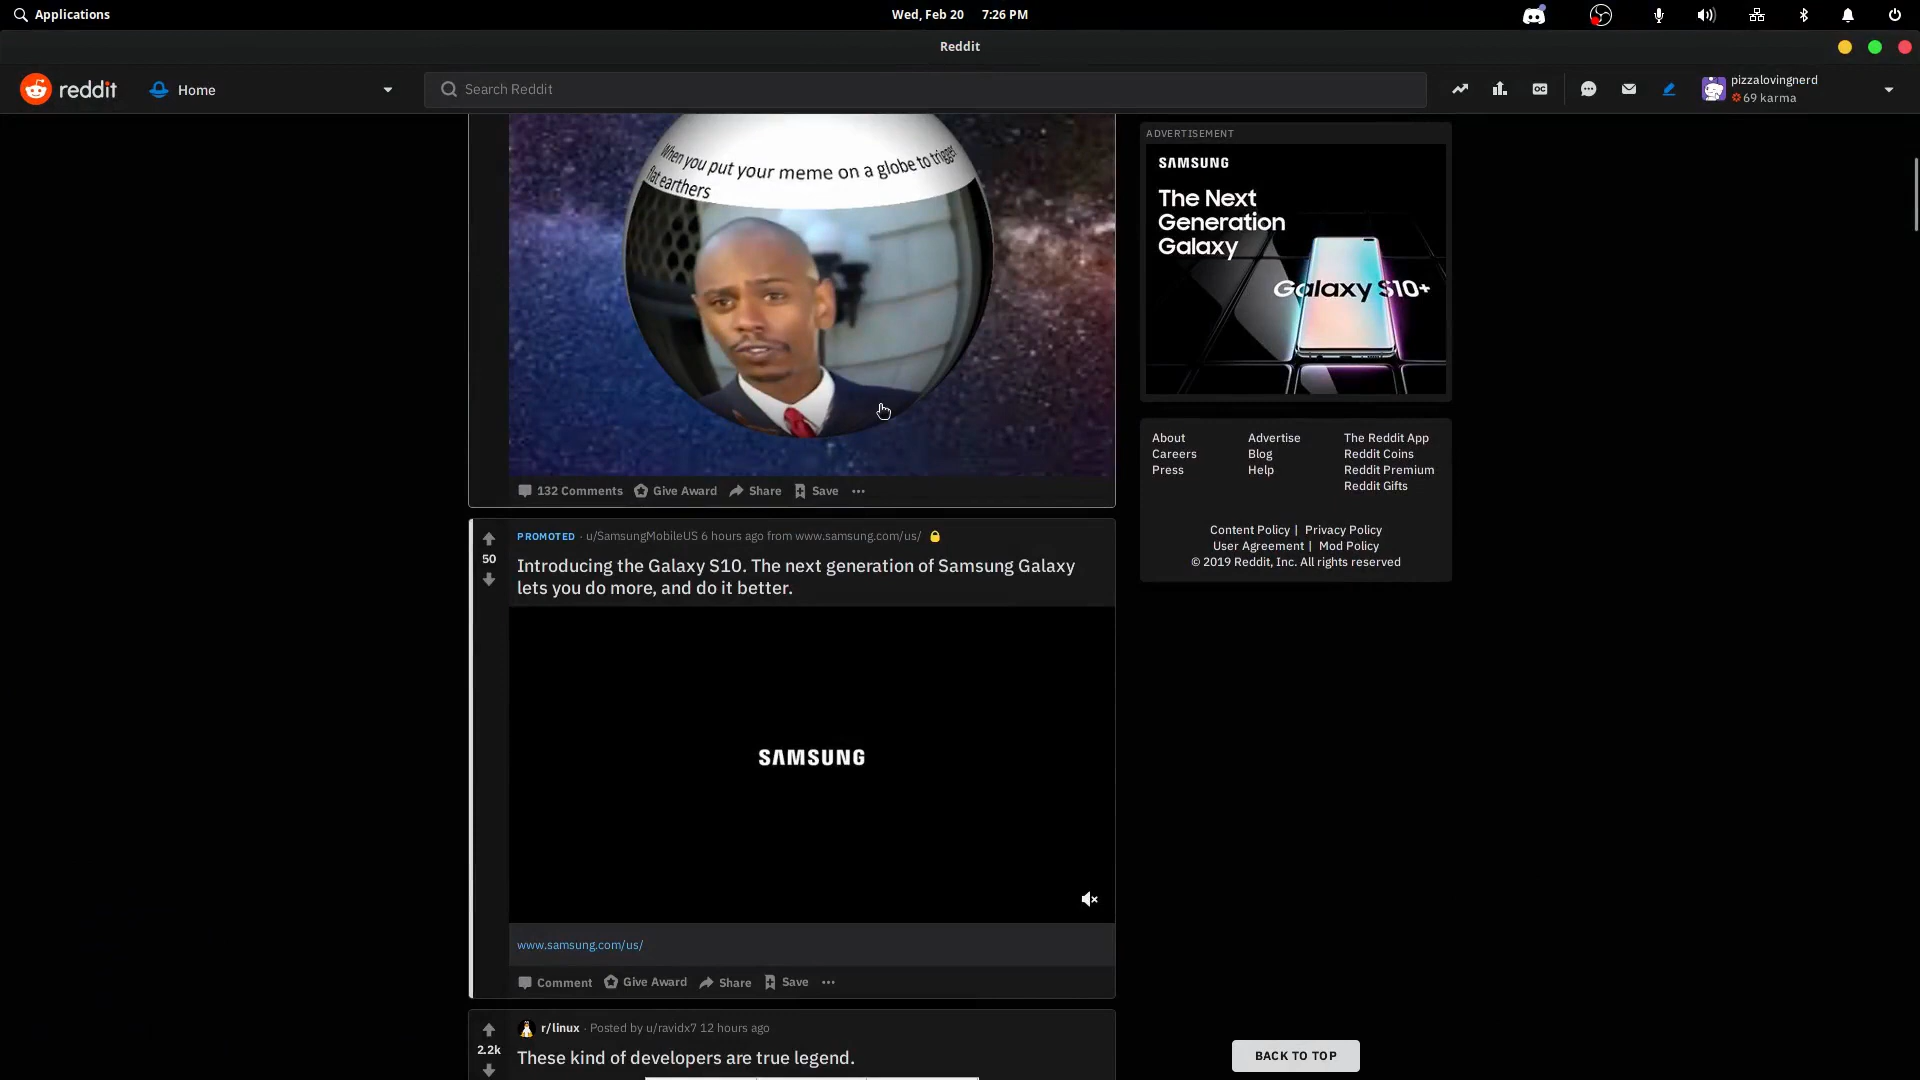 Applications
Wed, Feb 20 7:26 PM
Reddit
reddit
Home
Search Reddit
pizzalovingnerd
69 karma
When you put your meme on a globe to trigger
flat earthers
132 Comments Give Award Share Save
PROMOTED · u/SamsungMobileUS 6 hours ago from www.samsung.com/us/
50
Introducing the Galaxy S10. The next generation of Samsung Galaxy
lets you do more, and do it better.
SAMSUNG
www.samsung.com/us/
Comment Give Award Share Save
r/linux · Posted by u/ravidx7 12 hours ago
2.2k
These kind of developers are true legend.
ADVERTISEMENT
SAMSUNG
The Next
Generation
Galaxy
Galaxy S10+
About Advertise The Reddit App
Careers Blog Reddit Coins
Press Help Reddit Premium
Reddit Gifts
Content Policy | Privacy Policy
User Agreement | Mod Policy
© 2019 Reddit, Inc. All rights reserved
BACK TO TOP